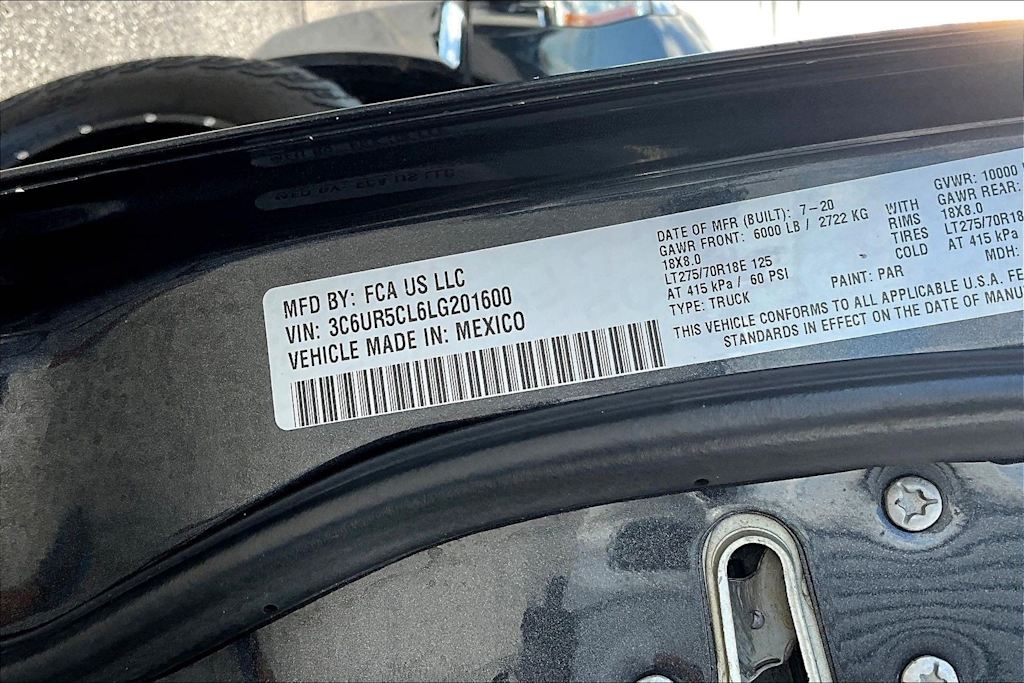 MFD BY: FCA US LLC
VIN: 3C6UR5CL6LG201600
VEHICLE MADE IN: MEXICO
DATE OF MFR (BUILT): 7-20
GAWR FRONT: 6000 LB / 2722 KG
18X8.0
LT275/70R18E 125
AT 415 kPa / 60 PSI
TYPE: TRUCK
WITH
RIMS
TIRES
COLD
PAINT: PAR
GVWR: 10000
GAWR REAR:
18X8.0
LT275/70R18
AT 415 kPa
MDH:
THIS VEHICLE CONFORMS TO ALL APPLICABLE U.S.A. FE
STANDARDS IN EFFECT ON THE DATE OF MANU